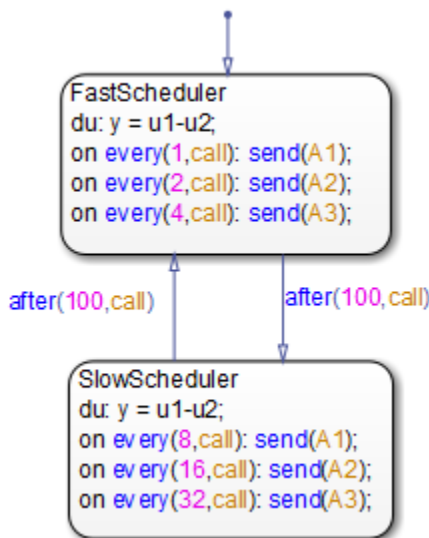 FastScheduler
du: y = u1-u2;
on every(1,call): send(A1);
on every(2,call): send(A2);
on every(4,call): send(A3);
after(100,call)
after(100,call)
SlowScheduler
du: y = u1-u2;
on every(8,call): send(A1);
on every(16,call): send(A2);
on every(32,call): send(A3);